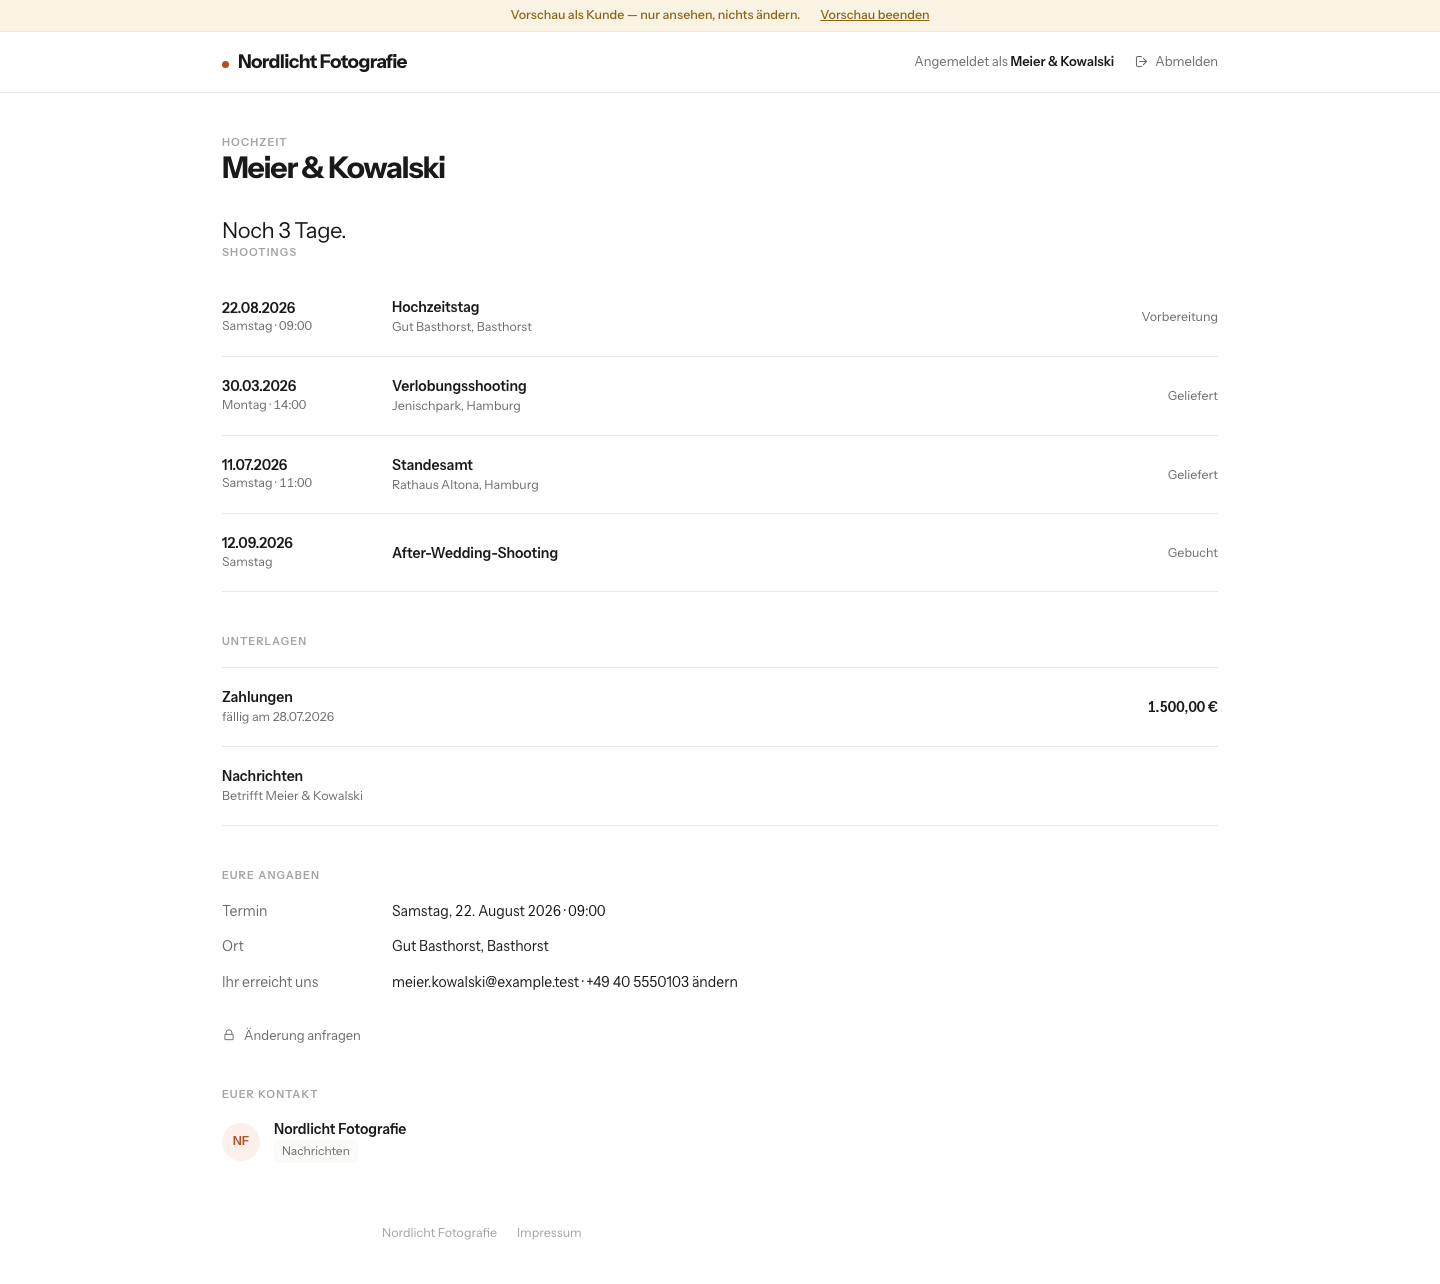 Vorschau als Kunde — nur ansehen, nichts ändern. Vorschau beenden
Nordlicht Fotografie
Angemeldet als Meier & Kowalski Abmelden
HOCHZEIT
Meier & Kowalski
Noch 3 Tage.
SHOOTINGS
22.08.2026
Samstag · 09:00
Hochzeitstag
Gut Basthorst, Basthorst
Vorbereitung
30.03.2026
Montag · 14:00
Verlobungsshooting
Jenischpark, Hamburg
Geliefert
11.07.2026
Samstag · 11:00
Standesamt
Rathaus Altona, Hamburg
Geliefert
12.09.2026
Samstag
After-Wedding-Shooting
Gebucht
UNTERLAGEN
Zahlungen
fällig am 28.07.2026
1.500,00 €
Nachrichten
Betrifft Meier & Kowalski
EURE ANGABEN
Termin Samstag, 22. August 2026 · 09:00
Ort Gut Basthorst, Basthorst
Ihr erreicht uns meier.kowalski@example.test · +49 40 5550103 ändern
Änderung anfragen
EUER KONTAKT
NF
Nordlicht Fotografie
Nachrichten
Nordlicht Fotografie Impressum